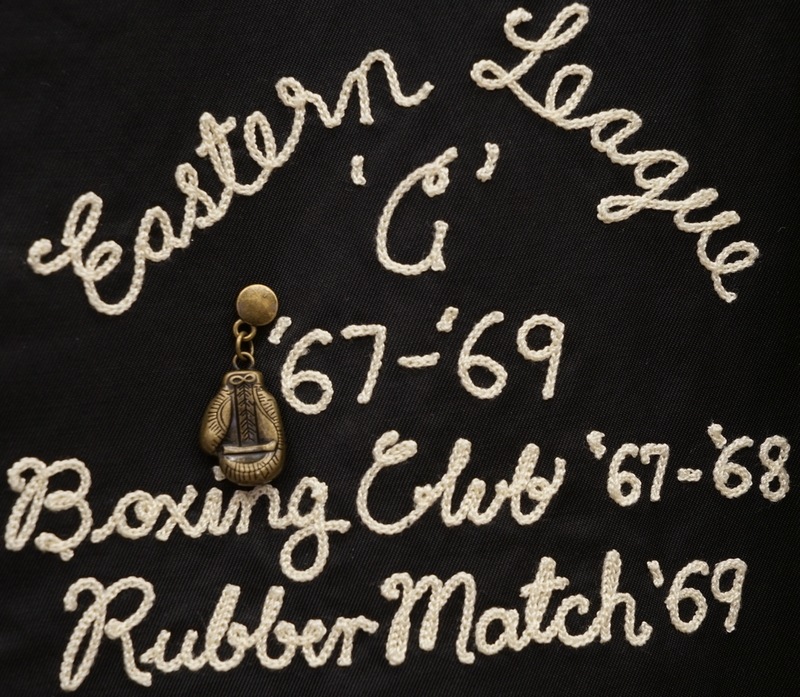 Eastern League
'G'
'67-'69
Boxing Club '67-'68
Rubber Match '69